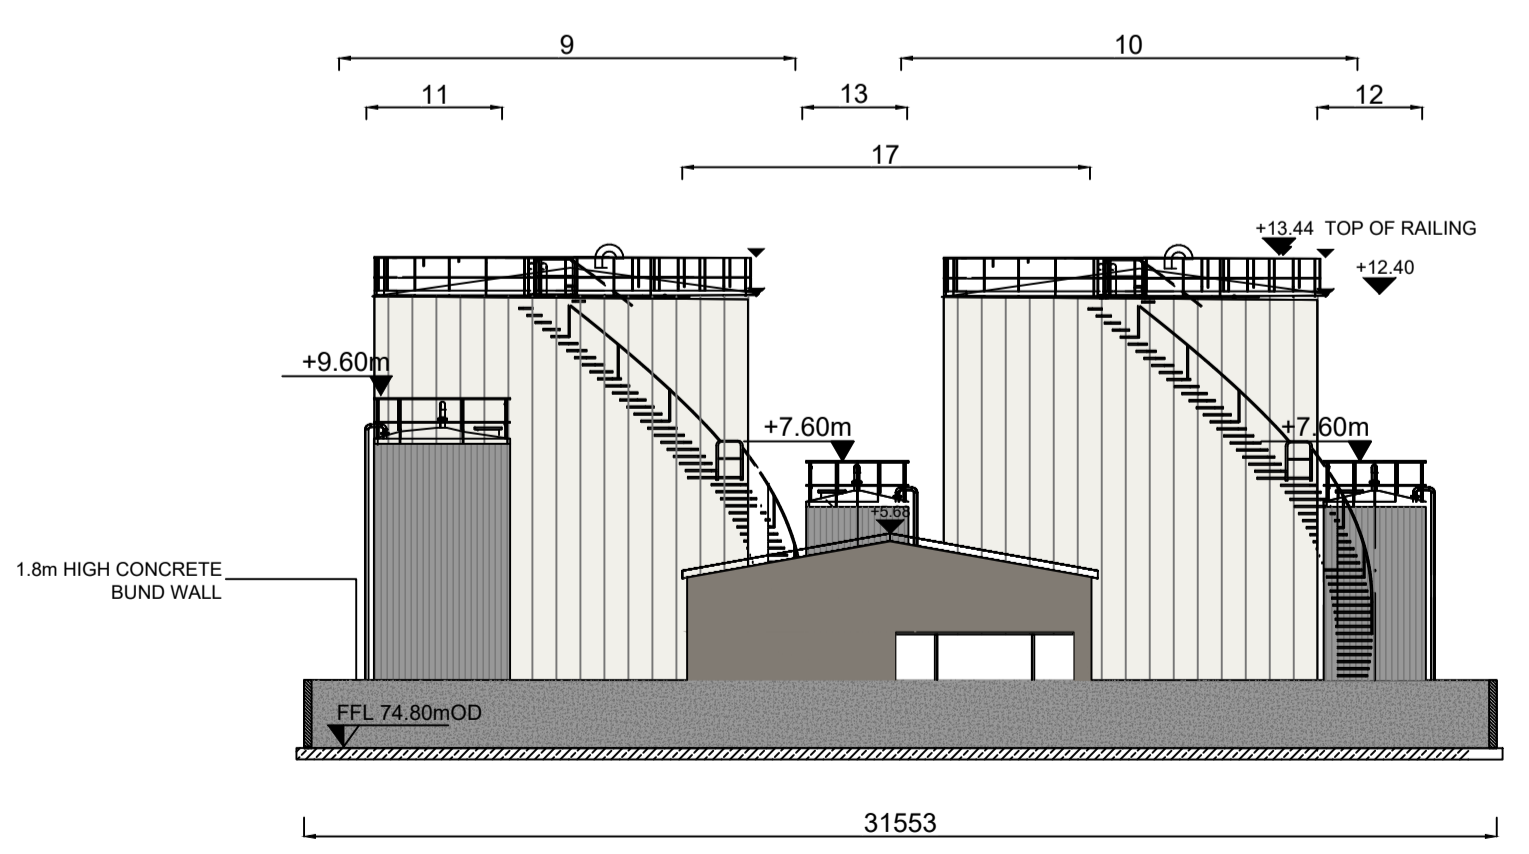 9
10
11
13
12
17
+13.44 TOP OF RAILING
+12.40
+9.60m
+7.60m
+7.60m
+5.68
1.8m HIGH CONCRETE
BUND WALL
FFL 74.80mOD
31553